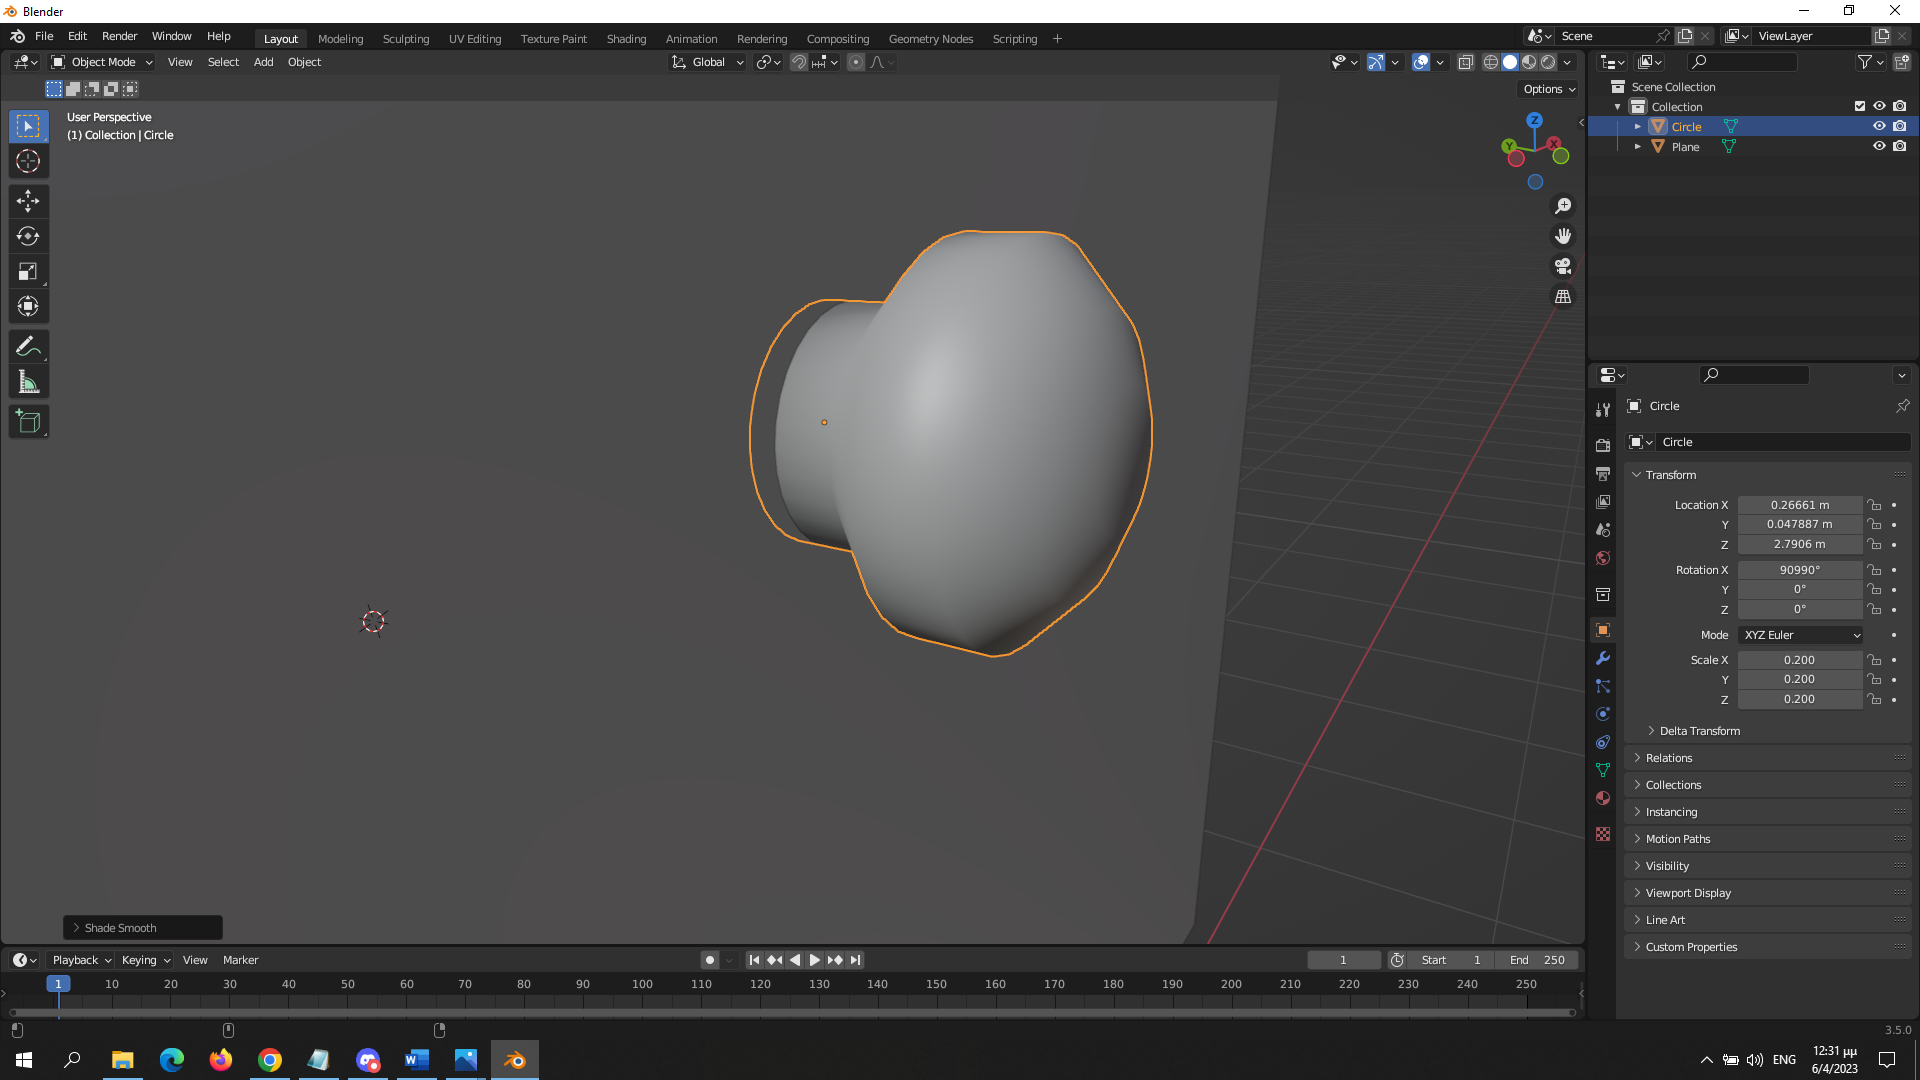 Blender
File Edit Render Window Help Layout Modeling Sculpting UV Editing Texture Paint Shading Animation Rendering Compositing Geometry Nodes Scripting + Scene ViewLayer
Object Mode View Select Add Object Global
Options
User Perspective
(1) Collection | Circle
Z
Y X
Scene Collection
Collection
Circle
Plane
Circle
Circle
Transform
Location X 0.26661 m
Y 0.047887 m
Z 2.7906 m
Rotation X 90990°
Y 0°
Z 0°
Mode XYZ Euler
Scale X 0.200
Y 0.200
Z 0.200
Delta Transform
Relations
Collections
Instancing
Motion Paths
Visibility
Viewport Display
Line Art
Custom Properties
Shade Smooth
Playback Keying View Marker 1 Start 1 End 250
1 10 20 30 40 50 60 70 80 90 100 110 120 130 140 150 160 170 180 190 200 210 220 230 240 250
3.5.0
ENG 12:31 μμ
6/4/2023